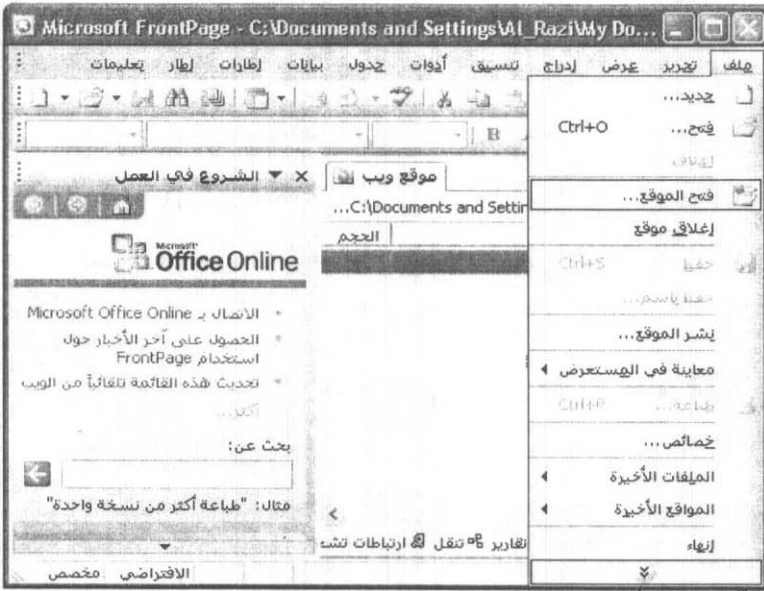 Microsoft FrontPage - C:\Documents and Settings\Al_Razi\My Do...
ملف تحرير عرض إدراج تنسيق أدوات جدول بيانات إطارات إطار تعليمات
جديد...
فتح... Ctrl+O
إغلاق
فتح الموقع...
إغلاق موقع
حفظ Ctrl+S
حفظ باسم...
نشر الموقع...
معاينة في المستعرض
طباعة... Ctrl+P
خصائص...
الملفات الأخيرة
المواقع الأخيرة
إنهاء
B
موقع ويب
...C:\Documents and Settin
الحجم
تقارير تنقل ارتباطات تشع
الشروع في العمل
Microsoft
Office Online
الاتصال بـ Microsoft Office Online
الحصول على آخر الأخبار حول
استخدام FrontPage
تحديث هذه القائمة تلقائياً من الويب
أكثر...
بحث عن:
مثال: "طباعة أكثر من نسخة واحدة"
الافتراضي مخصص